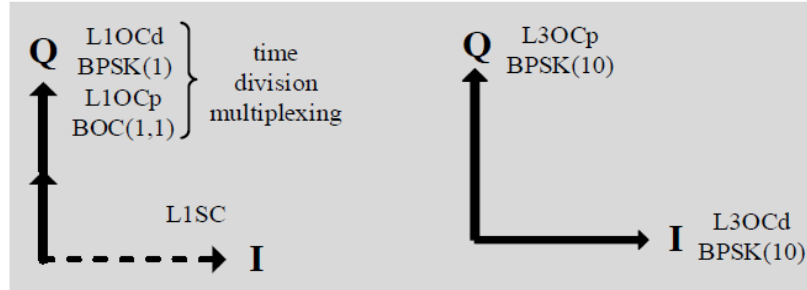 Q
L1OCd
BPSK(1)
L1OCp
BOC(1,1)
time
division
multiplexing
L1SC
I
Q
L3OCp
BPSK(10)
I
L3OCd
BPSK(10)